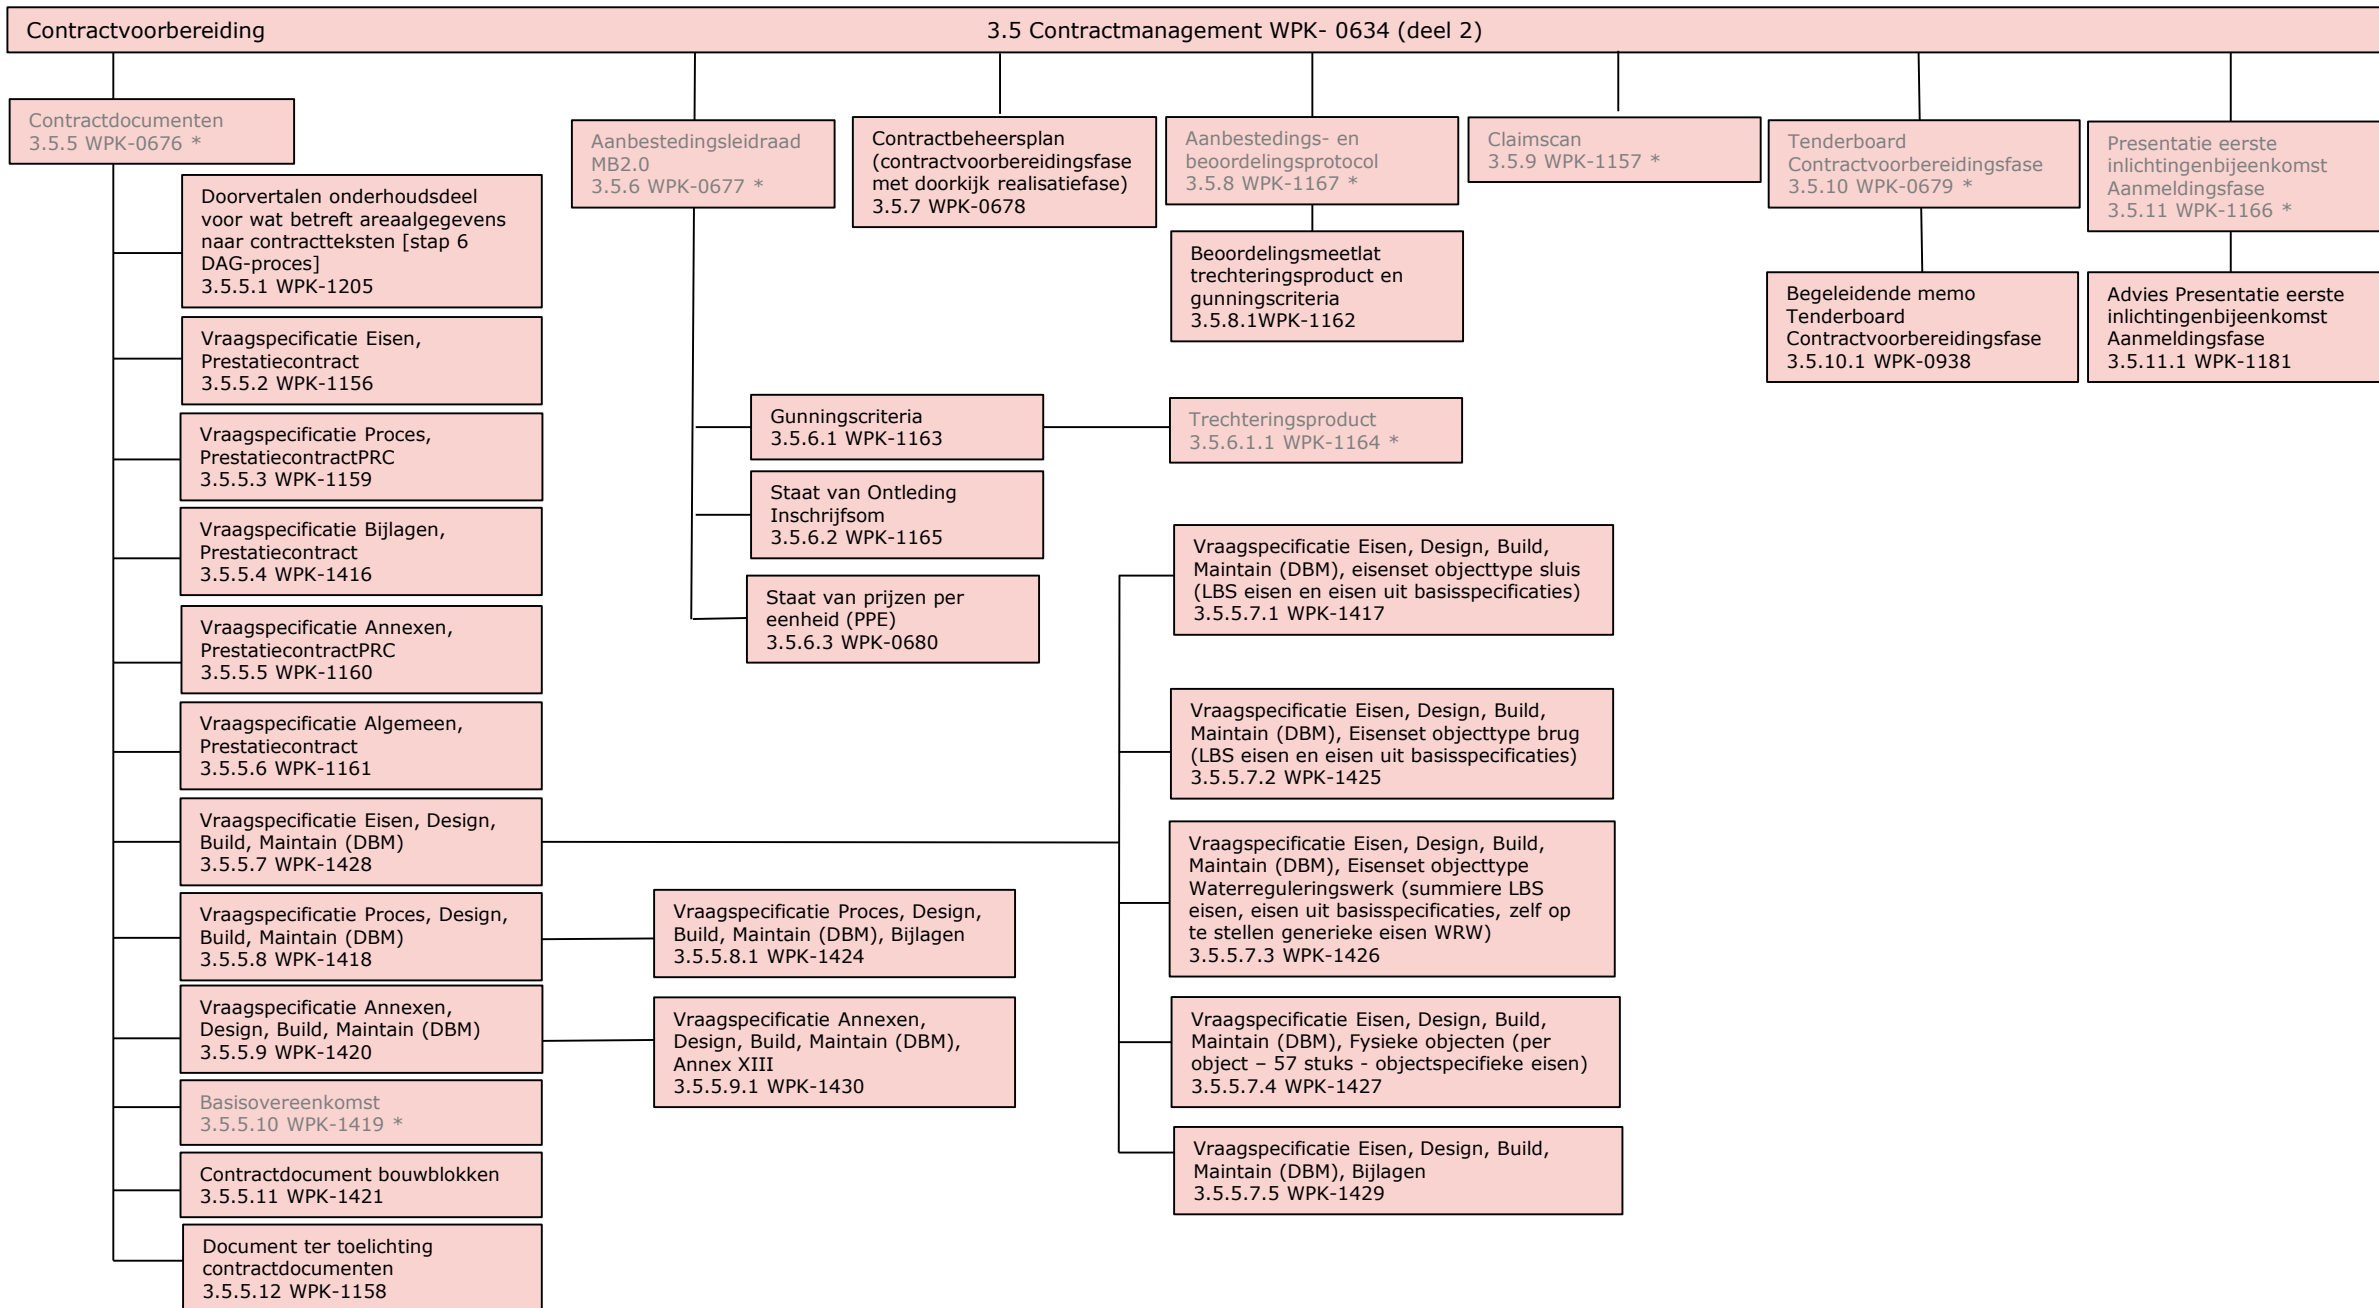 Contractvoorbereiding
3.5 Contractmanagement WPK- 0634 (deel 2)
Contractdocumenten
3.5.5 WPK-0676 *
Doorvertalen onderhoudsdeel
voor wat betreft areaalgegevens
naar contractteksten [stap 6
DAG-proces]
3.5.5.1 WPK-1205
Vraagspecificatie Eisen,
Prestatiecontract
3.5.5.2 WPK-1156
Vraagspecificatie Proces,
PrestatiecontractPRC
3.5.5.3 WPK-1159
Vraagspecificatie Bijlagen,
Prestatiecontract
3.5.5.4 WPK-1416
Vraagspecificatie Annexen,
PrestatiecontractPRC
3.5.5.5 WPK-1160
Vraagspecificatie Algemeen,
Prestatiecontract
3.5.5.6 WPK-1161
Vraagspecificatie Eisen, Design,
Build, Maintain (DBM)
3.5.5.7 WPK-1428
Vraagspecificatie Proces, Design,
Build, Maintain (DBM)
3.5.5.8 WPK-1418
Vraagspecificatie Annexen,
Design, Build, Maintain (DBM)
3.5.5.9 WPK-1420
Basisovereenkomst
3.5.5.10 WPK-1419 *
Contractdocument bouwblokken
3.5.5.11 WPK-1421
Document ter toelichting
contractdocumenten
3.5.5.12 WPK-1158
Vraagspecificatie Proces, Design,
Build, Maintain (DBM), Bijlagen
3.5.5.8.1 WPK-1424
Vraagspecificatie Annexen,
Design, Build, Maintain (DBM),
Annex XIII
3.5.5.9.1 WPK-1430
Vraagspecificatie Eisen, Design, Build,
Maintain (DBM), eisenset objecttype sluis
(LBS eisen en eisen uit basisspecificaties)
3.5.5.7.1 WPK-1417
Vraagspecificatie Eisen, Design, Build,
Maintain (DBM), Eisenset objecttype brug
(LBS eisen en eisen uit basisspecificaties)
3.5.5.7.2 WPK-1425
Vraagspecificatie Eisen, Design, Build,
Maintain (DBM), Eisenset objecttype
Waterreguleringswerk (summiere LBS
eisen, eisen uit basisspecificaties, zelf op
te stellen generieke eisen WRW)
3.5.5.7.3 WPK-1426
Vraagspecificatie Eisen, Design, Build,
Maintain (DBM), Fysieke objecten (per
object – 57 stuks - objectspecifieke eisen)
3.5.5.7.4 WPK-1427
Vraagspecificatie Eisen, Design, Build,
Maintain (DBM), Bijlagen
3.5.5.7.5 WPK-1429
Aanbestedingsleidraad
MB2.0
3.5.6 WPK-0677 *
Gunningscriteria
3.5.6.1 WPK-1163
Trechteringsproduct
3.5.6.1.1 WPK-1164 *
Staat van Ontleding
Inschrijfsom
3.5.6.2 WPK-1165
Staat van prijzen per
eenheid (PPE)
3.5.6.3 WPK-0680
Contractbeheersplan
(contractvoorbereidingsfase
met doorkijk realisatiefase)
3.5.7 WPK-0678
Aanbestedings- en
beoordelingsprotocol
3.5.8 WPK-1167 *
Beoordelingsmeetlat
trechteringsproduct en
gunningscriteria
3.5.8.1WPK-1162
Claimscan
3.5.9 WPK-1157 *
Tenderboard
Contractvoorbereidingsfase
3.5.10 WPK-0679 *
Begeleidende memo
Tenderboard
Contractvoorbereidingsfase
3.5.10.1 WPK-0938
Presentatie eerste
inlichtingenbijeenkomst
Aanmeldingsfase
3.5.11 WPK-1166 *
Advies Presentatie eerste
inlichtingenbijeenkomst
Aanmeldingsfase
3.5.11.1 WPK-1181